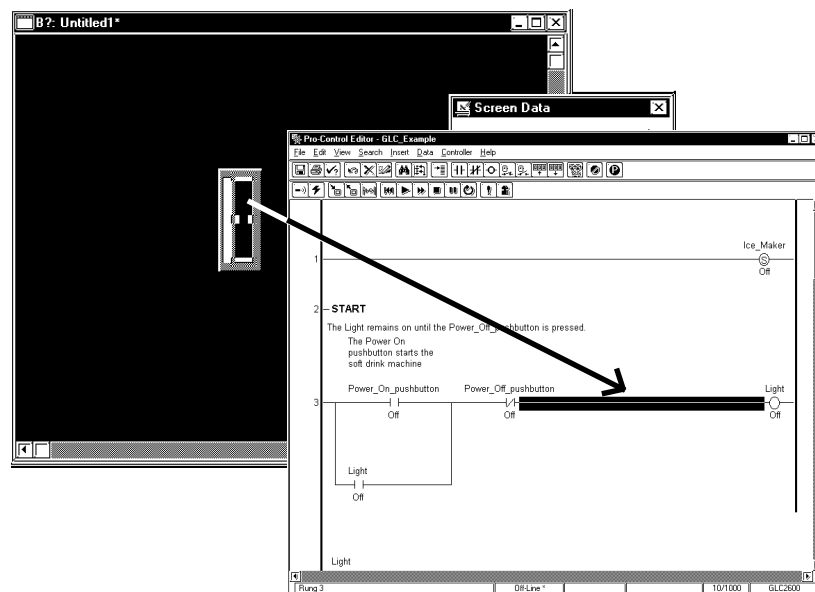 B?: Untitled1*
Screen Data
Pro-Control Editor - GLC_Example
File Edit View Search Insert Data Controller Help
Ice_Maker
1
Off
2 START
The Light remains on until the Power_Off_pushbutton is pressed.
The Power On
pushbutton starts the
soft drink machine
Power_On_pushbutton Power_Off_pushbutton Light
3
Off Off Off
Light
Off
Light
Rung 3 Off-Line * 10/1000 GLC2600